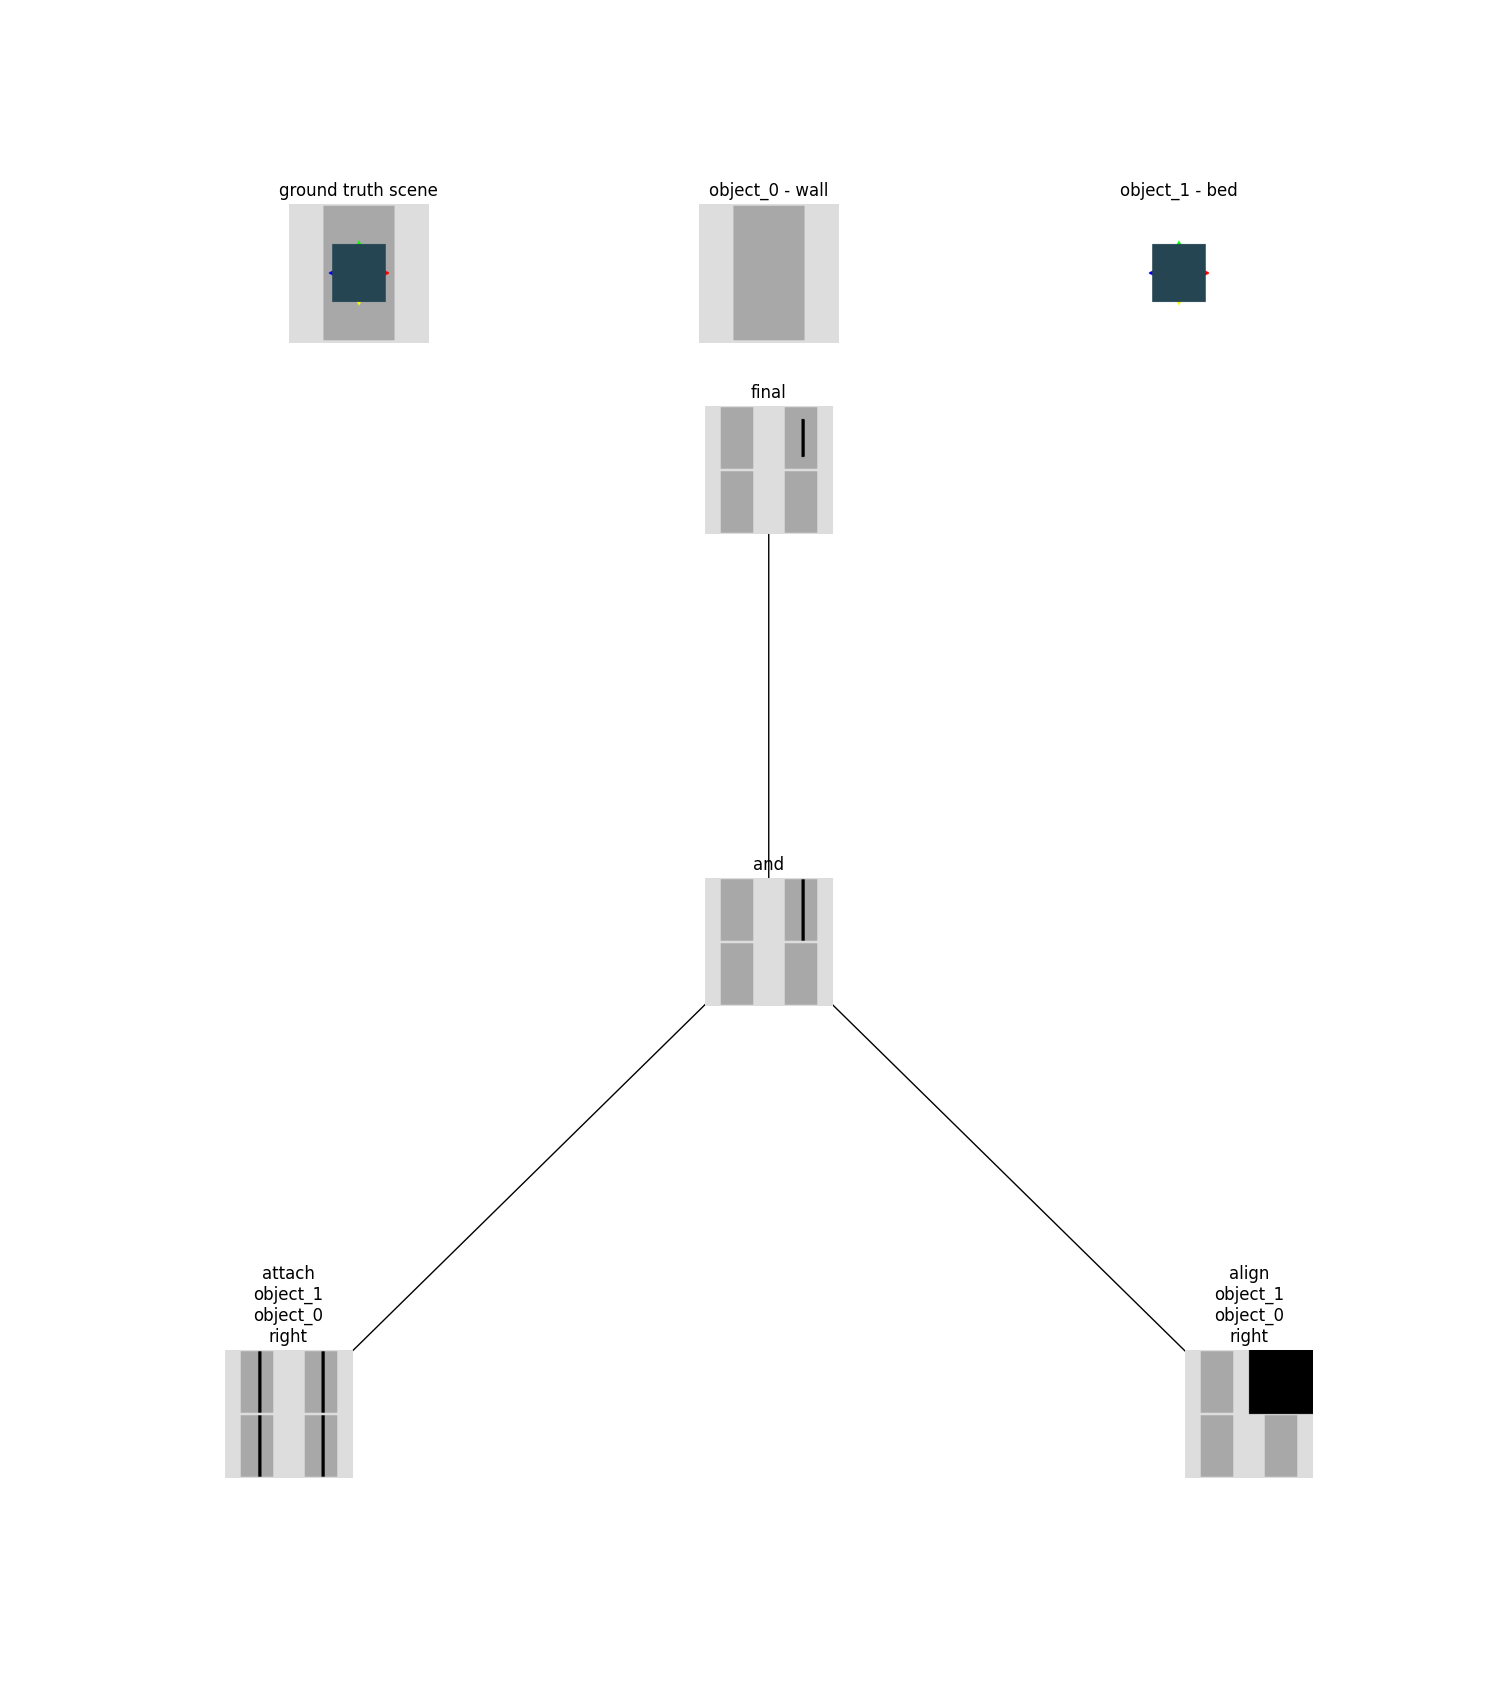 ground truth scene
object_0 - wall
object_1 - bed
final
and
attach
object_1
object_0
right
align
object_1
object_0
right